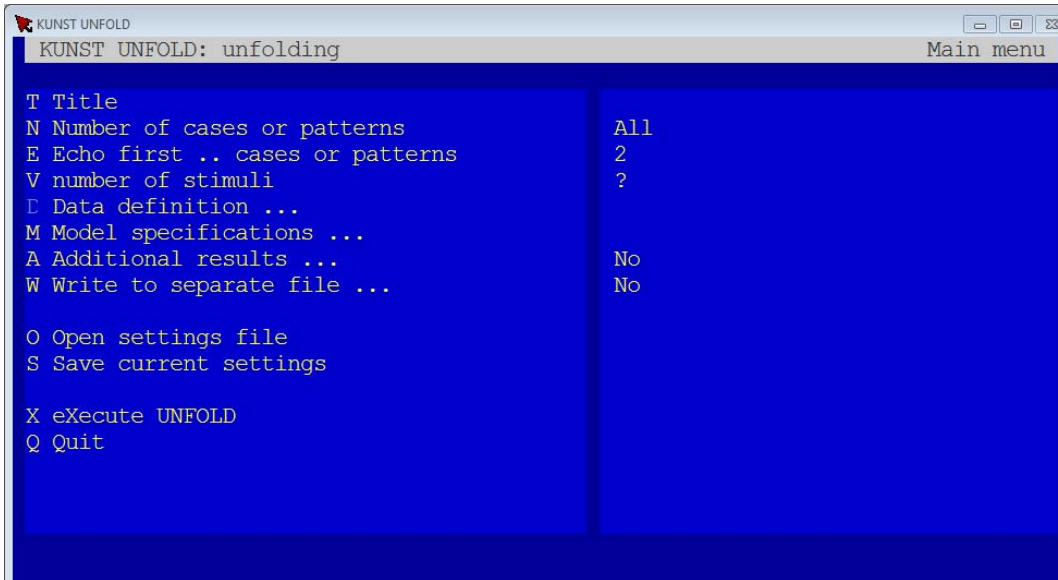 KUNST UNFOLD
KUNST UNFOLD: unfolding Main menu
T Title
N Number of cases or patterns All
E Echo first .. cases or patterns 2
V number of stimuli ?
D Data definition ...
M Model specifications ...
A Additional results ... No
W Write to separate file ... No
O Open settings file
S Save current settings
X eXecute UNFOLD
Q Quit